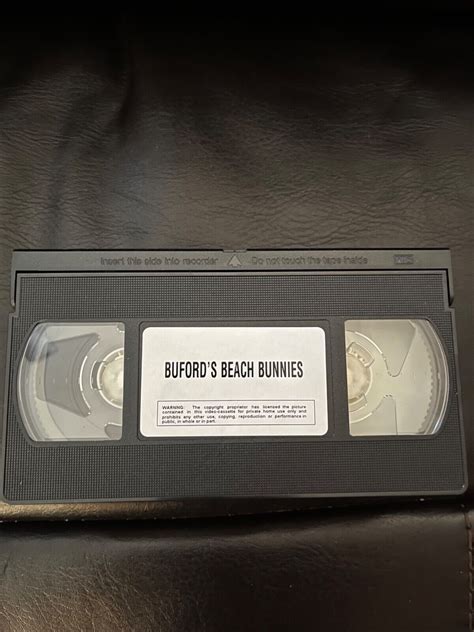 Insert this side into recorder Do not touch the tape inside VHS
BUFORD'S BEACH BUNNIES
WARNING: The copyright proprietor has licensed the picture
contained in this video-cassette for private home use only and
prohibits any other use, copying, reproduction or performance in
public, in whole or in part.